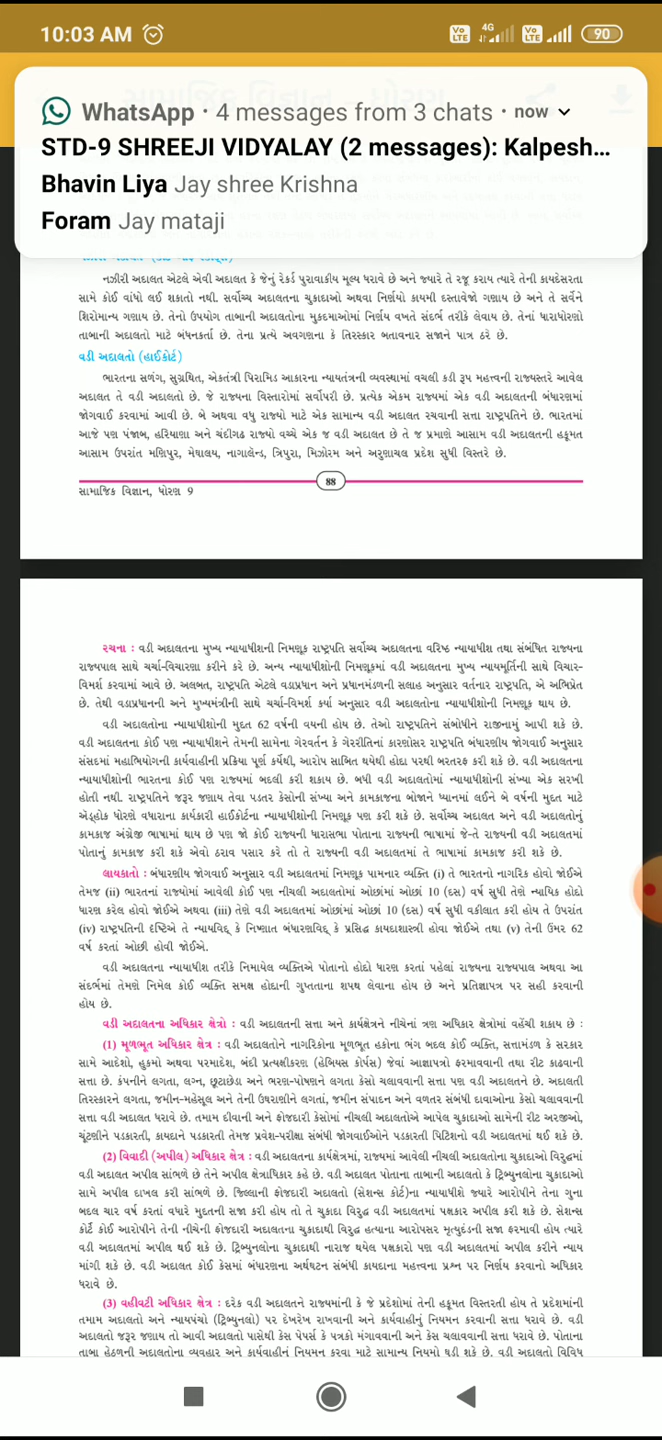 10:03 AM
Vo LTE 4G Vo LTE 90
WhatsApp · 4 messages from 3 chats · now
STD-9 SHREEJI VIDYALAY (2 messages): Kalpesh...
Bhavin Liya Jay shree Krishna
Foram Jay mataji
નઝીરી અદાલત એટલે એવી અદાલત કે જેનું રેકર્ડ પુરાવાકીય મૂલ્ય ધરાવે છે અને જ્યારે તે રજૂ કરાય ત્યારે તેની કાયદેસરતા
સામે કોઈ વાંધો લઈ શકાતો નથી. સર્વોચ્ચ અદાલતના ચુકાદાઓ અથવા નિર્ણયો કાયમી દસ્તાવેજો ગણાય છે અને તે સર્વેને
શિરોમાન્ય ગણાય છે. તેનો ઉપયોગ તાબાની અદાલતોમાંના મુકદમાઓમાં નિર્ણય વખતે સંદર્ભ તરીકે લેવાય છે. તેનાં ધારાધોરણો
તાબાની અદાલતો માટે બંધનકર્તા છે. તેના પ્રત્યે અવગણના કે તિરસ્કાર બતાવનાર સજાને પાત્ર ઠરે છે.
વડી અદાલતો (હાઈકોર્ટ)
ભારતના સળંગ, સુગ્રથિત, એકતંત્રી પિરામિડ આકારના ન્યાયતંત્રની વ્યવસ્થામાં વચલી કડી રૂપ મહત્ત્વની રાજ્યસ્તરે આવેલ
અદાલત તે વડી અદાલતો છે. જે રાજ્યના વિસ્તારોમાં સર્વોપરી છે. પ્રત્યેક એકમ રાજ્યમાં એક વડી અદાલતની બંધારણમાં
જોગવાઈ કરવામાં આવી છે. બે અથવા વધુ રાજ્યો માટે એક સામાન્ય વડી અદાલત રચવાની સત્તા રાષ્ટ્રપતિને છે. ભારતમાં
આજે પણ પંજાબ, હરિયાણા અને ચંદીગઢ રાજ્યો વચ્ચે એક જ વડી અદાલત છે તે જ પ્રમાણે આસામ વડી અદાલતની હકૂમત
આસામ ઉપરાંત મણિપુર, મેઘાલય, નાગાલેન્ડ, ત્રિપુરા, મિઝોરમ અને અરુણાચલ પ્રદેશ સુધી વિસ્તરે છે.
88
સામાજિક વિજ્ઞાન, ધોરણ 9
રચના : વડી અદાલતના મુખ્ય ન્યાયાધીશની નિમણૂક રાષ્ટ્રપતિ સર્વોચ્ચ અદાલતના વરિષ્ઠ ન્યાયાધીશ તથા સંબંધિત રાજ્યના
રાજ્યપાલ સાથે ચર્ચા-વિચારણા કરીને કરે છે. અન્ય ન્યાયાધીશોની નિમણૂકમાં વડી અદાલતના મુખ્ય ન્યાયમૂર્તિની સાથે વિચાર-
વિમર્શ કરવામાં આવે છે. અલબત, રાષ્ટ્રપતિ એટલે વડાપ્રધાન અને પ્રધાનમંડળની સલાહ અનુસાર વર્તનાર રાષ્ટ્રપતિ, એ અભિપ્રેત
છે. તેથી વડાપ્રધાનની અને મુખ્યમંત્રીની સાથે ચર્ચા-વિમર્શ કર્યા અનુસાર વડી અદાલતોના ન્યાયાધીશોની નિમણૂક થાય છે.
વડી અદાલતોના ન્યાયાધીશોની મુદત 62 વર્ષની વયની હોય છે. તેઓ રાષ્ટ્રપતિને સંબોધીને રાજીનામું આપી શકે છે.
વડી અદાલતના કોઈ પણ ન્યાયાધીશને તેમની સામેના ગેરવર્તન કે ગેરરીતિનાં કારણોસર રાષ્ટ્રપતિ બંધારણીય જોગવાઈ અનુસાર
સંસદમાં મહાભિયોગની કાર્યવાહીની પ્રક્રિયા પૂર્ણ કર્યેથી, આરોપ સાબિત થયેથી હોદા પરથી બરતરફ કરી શકે છે. વડી અદાલતના
ન્યાયાધીશોની ભારતના કોઈ પણ રાજ્યમાં બદલી કરી શકાય છે. બધી વડી અદાલતોમાં ન્યાયાધીશોની સંખ્યા એક સરખી
હોતી નથી. રાષ્ટ્રપતિને જરૂર જણાય તેવા પડતર કેસોની સંખ્યા અને કામકાજના બોજાને ધ્યાનમાં લઈને બે વર્ષની મુદત માટે
ઍડ્‌હોક ધોરણે વધારાના કાર્યકારી હાઈકોર્ટના ન્યાયાધીશોની નિમણૂક પણ કરી શકે છે. સર્વોચ્ચ અદાલત અને વડી અદાલતોનું
કામકાજ અંગ્રેજી ભાષામાં થાય છે પણ જો કોઈ રાજ્યની ધારાસભા પોતાના રાજ્યની ભાષામાં જે-તે રાજ્યની વડી અદાલતમાં
પોતાનું કામકાજ કરી શકે એવો ઠરાવ પસાર કરે તો તે રાજ્યની વડી અદાલતમાં તે ભાષામાં કામકાજ કરી શકે છે.
લાયકાતો : બંધારણીય જોગવાઈ અનુસાર વડી અદાલતમાં નિમણૂક પામનાર વ્યક્તિ (i) તે ભારતનો નાગરિક હોવો જોઈએ
તેમજ (ii) ભારતનાં રાજ્યોમાં આવેલી કોઈ પણ નીચલી અદાલતોમાં ઓછાંમાં ઓછાં 10 (દસ) વર્ષ સુધી તેણે ન્યાયિક હોદો
ધારણ કરેલ હોવો જોઈએ અથવા (iii) તેણે વડી અદાલતમાં ઓછાંમાં ઓછાં 10 (દસ) વર્ષ સુધી વકીલાત કરી હોય તે ઉપરાંત
(iv) રાષ્ટ્રપતિની દૃષ્ટિએ તે ન્યાયવિદ્ કે નિષ્ણાત બંધારણવિદ્ કે પ્રસિદ્ધ કાયદાશાસ્ત્રી હોવા જોઈએ તથા (v) તેની ઉંમર 62
વર્ષ કરતાં ઓછી હોવી જોઈએ.
વડી અદાલતના ન્યાયાધીશ તરીકે નિમાયેલ વ્યક્તિએ પોતાનો હોદો ધારણ કરતાં પહેલાં રાજ્યના રાજ્યપાલ અથવા આ
સંદર્ભમાં તેમણે નિમેલ કોઈ વ્યક્તિ સમક્ષ હોદાની ગુપ્તતાના શપથ લેવાના હોય છે અને પ્રતિજ્ઞાપત્ર પર સહી કરવાની
હોય છે.
વડી અદાલતના અધિકાર ક્ષેત્રો : વડી અદાલતની સત્તા અને કાર્યક્ષેત્રને નીચેનાં ત્રણ અધિકાર ક્ષેત્રોમાં વહેંચી શકાય છે :
(1) મૂળભૂત અધિકાર ક્ષેત્ર : વડી અદાલતોને નાગરિકોના મૂળભૂત હકોના ભંગ બદલ કોઈ વ્યક્તિ, સત્તામંડળ કે સરકાર
સામે આદેશો, હુકમો અથવા પરમાદેશ, બંદી પ્રત્યક્ષીકરણ (હેબિયસ કોર્પસ) જેવાં આજ્ઞાપત્રો ફરમાવવાની તથા રીટ કાઢવાની
સત્તા છે. કંપનીને લગતા, લગ્ન, છૂટાછેડા અને ભરણ-પોષણને લગતા કેસો ચલાવવાની સત્તા પણ વડી અદાલતને છે. અદાલતી
તિરસ્કારને લગતા, જમીન-મહેસૂલ અને તેની ઉઘરાણીને લગતાં, જમીન સંપાદન અને વળતર સંબંધી દાવાઓના કેસો ચલાવવાની
સત્તા વડી અદાલત ધરાવે છે. તમામ દીવાની અને ફોજદારી કેસોમાં નીચલી અદાલતોએ આપેલ ચુકાદાઓ સામેની રીટ અરજીઓ,
ચૂંટણીને પડકારતી, કાયદાને પડકારતી તેમજ પ્રવેશ-પરીક્ષા સંબંધી જોગવાઈઓને પડકારતી પિટિશનો વડી અદાલતમાં થઈ શકે છે.
(2) વિવાદી (અપીલ) અધિકાર ક્ષેત્ર : વડી અદાલતના કાર્યક્ષેત્રમાં, રાજ્યમાં આવેલી નીચલી અદાલતોના ચુકાદાઓ વિરુદ્ધમાં
વડી અદાલત અપીલ સાંભળે છે તેને અપીલ ક્ષેત્રાધિકાર કહે છે. વડી અદાલત પોતાના તાબાની અદાલતો કે ટ્રિબ્યુનલોના ચુકાદાઓ
સામે અપીલ દાખલ કરી સાંભળે છે. જિલ્લાની ફોજદારી અદાલતો (સેશન્સ કોર્ટ)ના ન્યાયાધીશે જ્યારે આરોપીને તેના ગુના
બદલ ચાર વર્ષ કરતાં વધારે મુદતની સજા કરી હોય તો તે ચુકાદા વિરુદ્ધ વડી અદાલતમાં પક્ષકાર અપીલ કરી શકે છે. સેશન્સ
કોર્ટે કોઈ આરોપીને તેની નીચેની ફોજદારી અદાલતના ચુકાદાથી વિરુદ્ધ હત્યાના આરોપસર મૃત્યુદંડની સજા ફરમાવી હોય ત્યારે
વડી અદાલતમાં અપીલ થઈ શકે છે. ટ્રિબ્યુનલોના ચુકાદાથી નારાજ થયેલ પક્ષકારો પણ વડી અદાલતમાં અપીલ કરીને ન્યાય
માંગી શકે છે. વડી અદાલત કોઈ કેસમાં બંધારણના અર્થઘટન સંબંધી કાયદાના મહત્ત્વના પ્રશ્ન પર નિર્ણય કરવાનો અધિકાર
ધરાવે છે.
(3) વહીવટી અધિકાર ક્ષેત્ર : દરેક વડી અદાલતને રાજ્યમાંની કે જે પ્રદેશોમાં તેની હકૂમત વિસ્તરતી હોય તે પ્રદેશમાંની
તમામ અદાલતો અને ન્યાયપંચો (ટ્રિબ્યુનલો) પર દેખરેખ રાખવાની અને કાર્યવાહીનું નિયમન કરવાની સત્તા ધરાવે છે. વડી
અદાલતો જરૂર જણાય તો આવી અદાલતો પાસેથી કેસ પેપર્સ કે પત્રકો મંગાવવાની અને કેસ ચલાવવાની સત્તા ધરાવે છે. પોતાના
તાબા હેઠળની અદાલતોના વ્યવહાર અને કાર્યવાહીનું નિયમન કરવા માટે સામાન્ય નિયમો ઘડી શકે છે. વડી અદાલતો વિવિધ